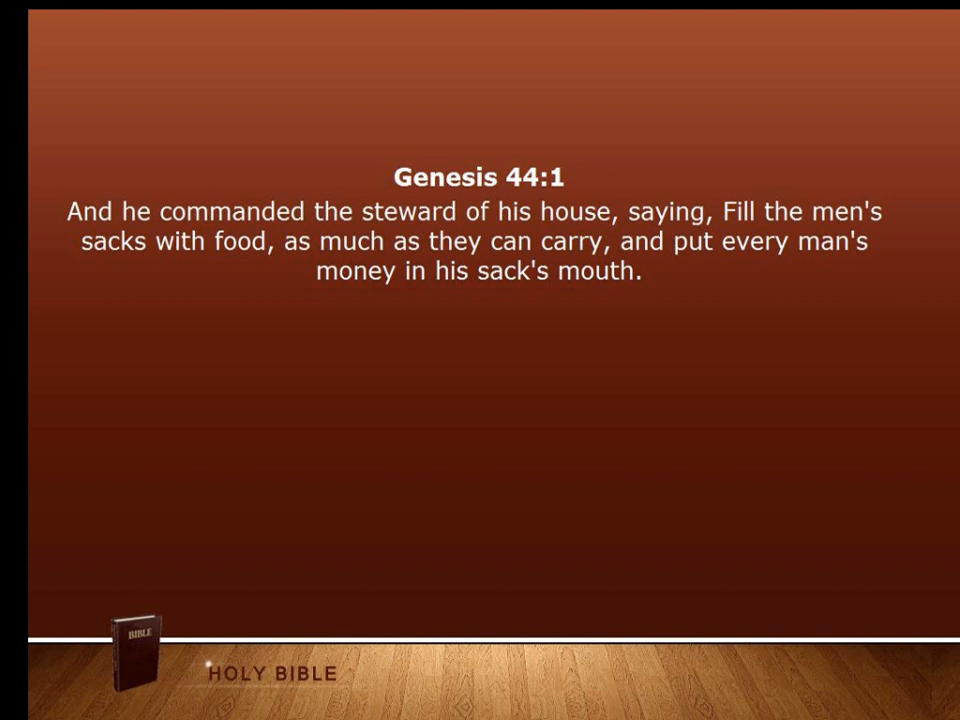 Genesis 44:1
And he commanded the steward of his house, saying, Fill the men's
sacks with food, as much as they can carry, and put every man's
money in his sack's mouth.
BIBLE
HOLY BIBLE